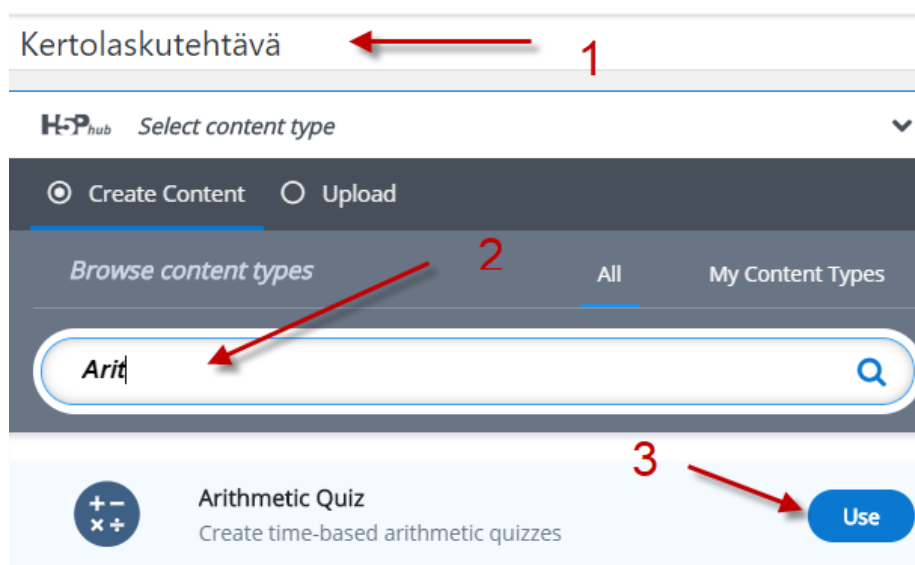 Kertolaskutehtävä 1
H5P hub Select content type
Create Content Upload
2
Browse content types All My Content Types
Arit
3
Arithmetic Quiz
Create time-based arithmetic quizzes
Use